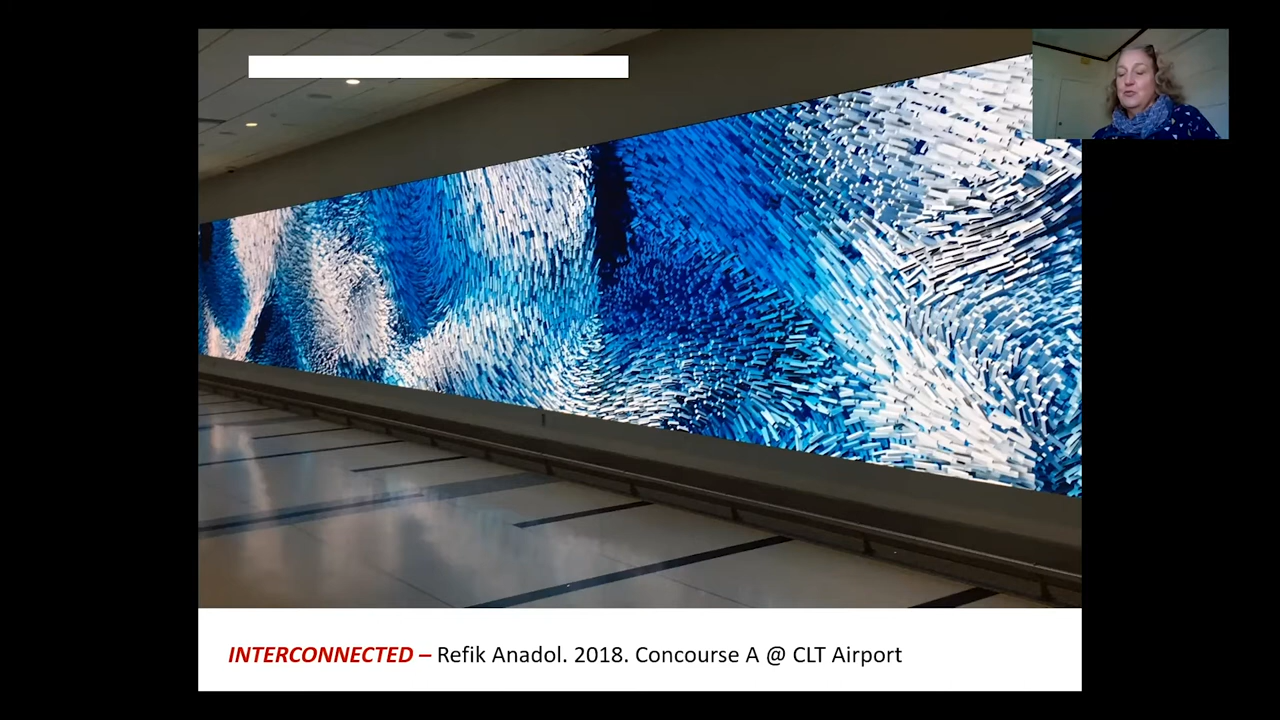 INTERCONNECTED – Refik Anadol. 2018. Concourse A @ CLT Airport